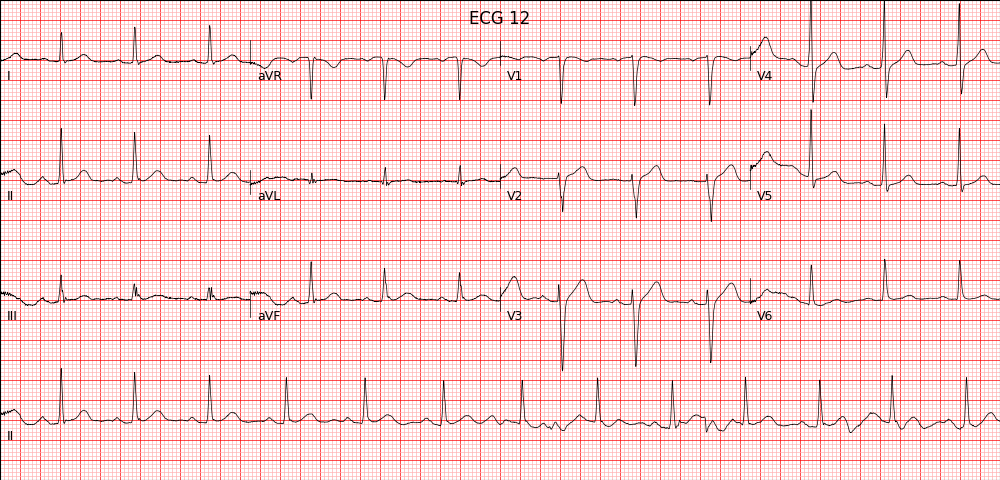 ECG 12
I aVR V1 V4
II aVL V2 V5
III aVF V3 V6
II